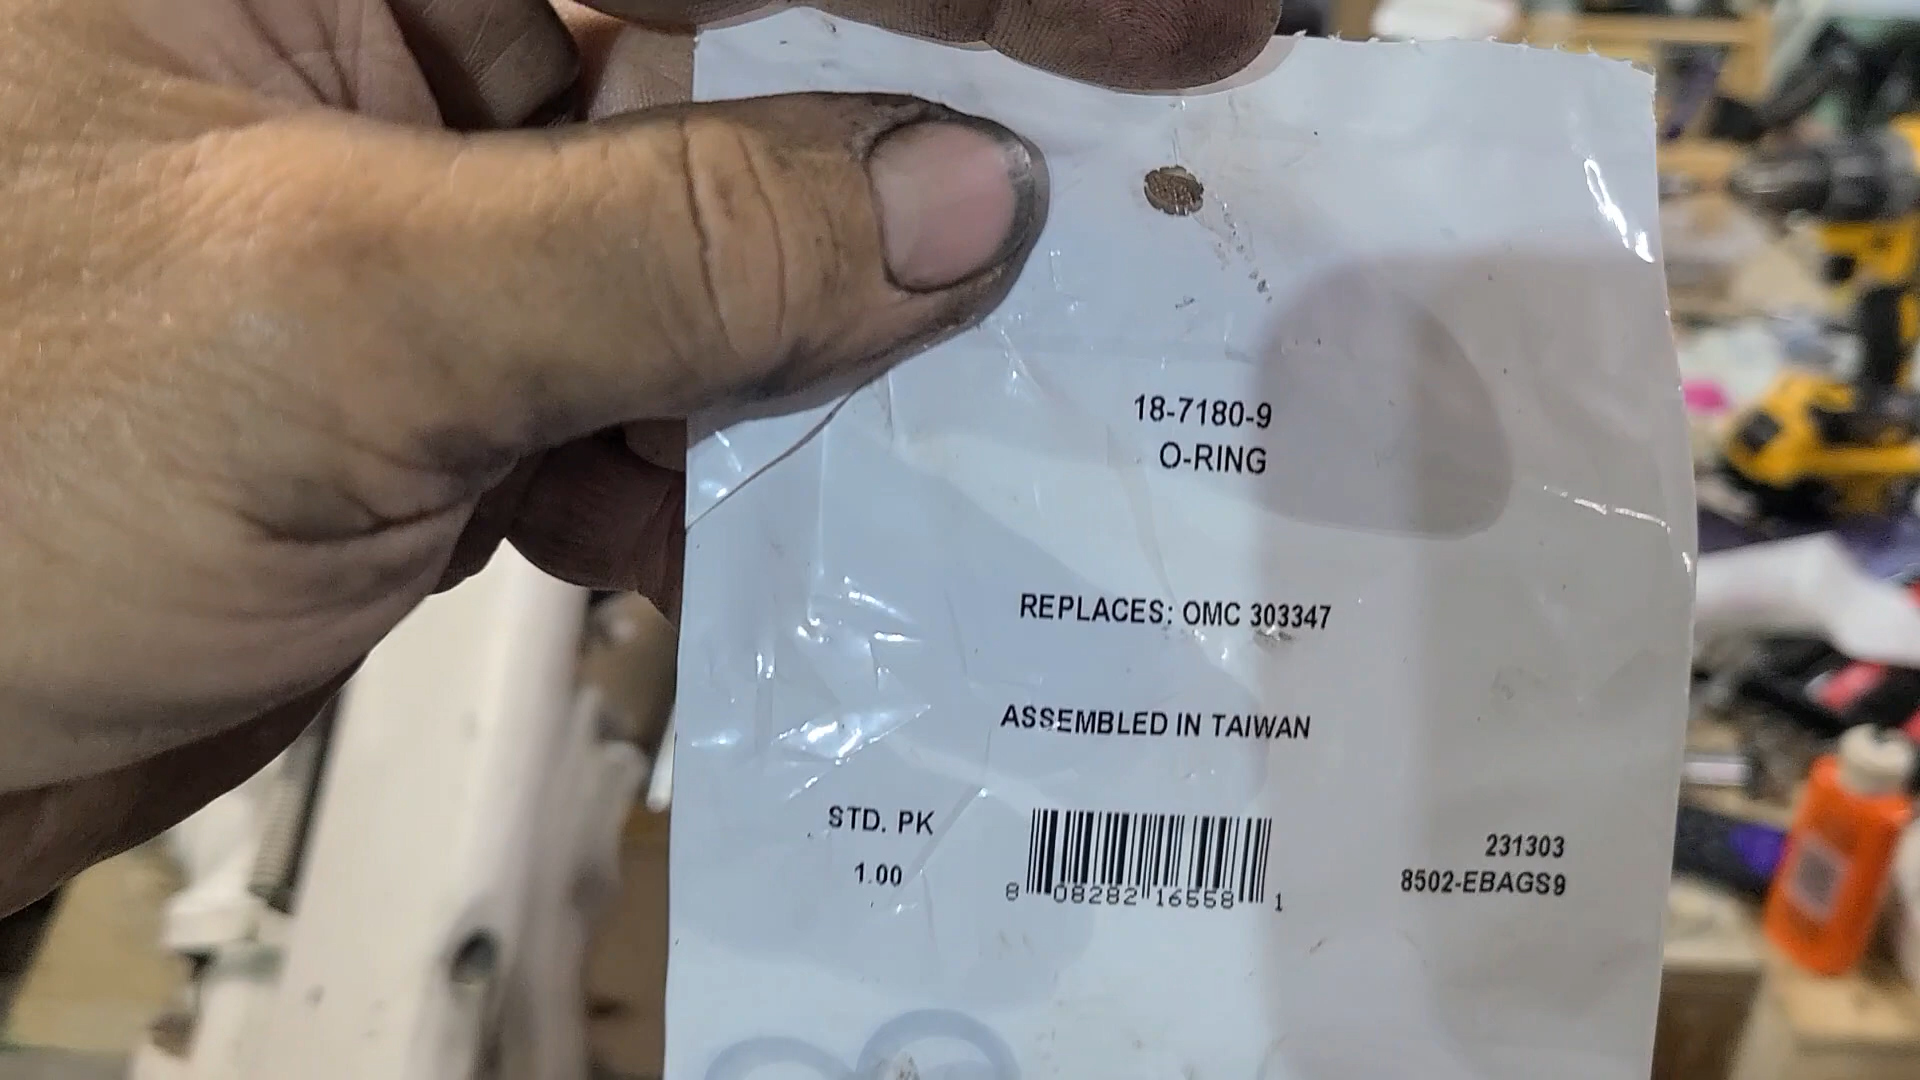 18-7180-9
O-RING
REPLACES: OMC 303347
ASSEMBLED IN TAIWAN
STD. PK
1.00
8 08282 16558 1
231303
8502-EBAGS9